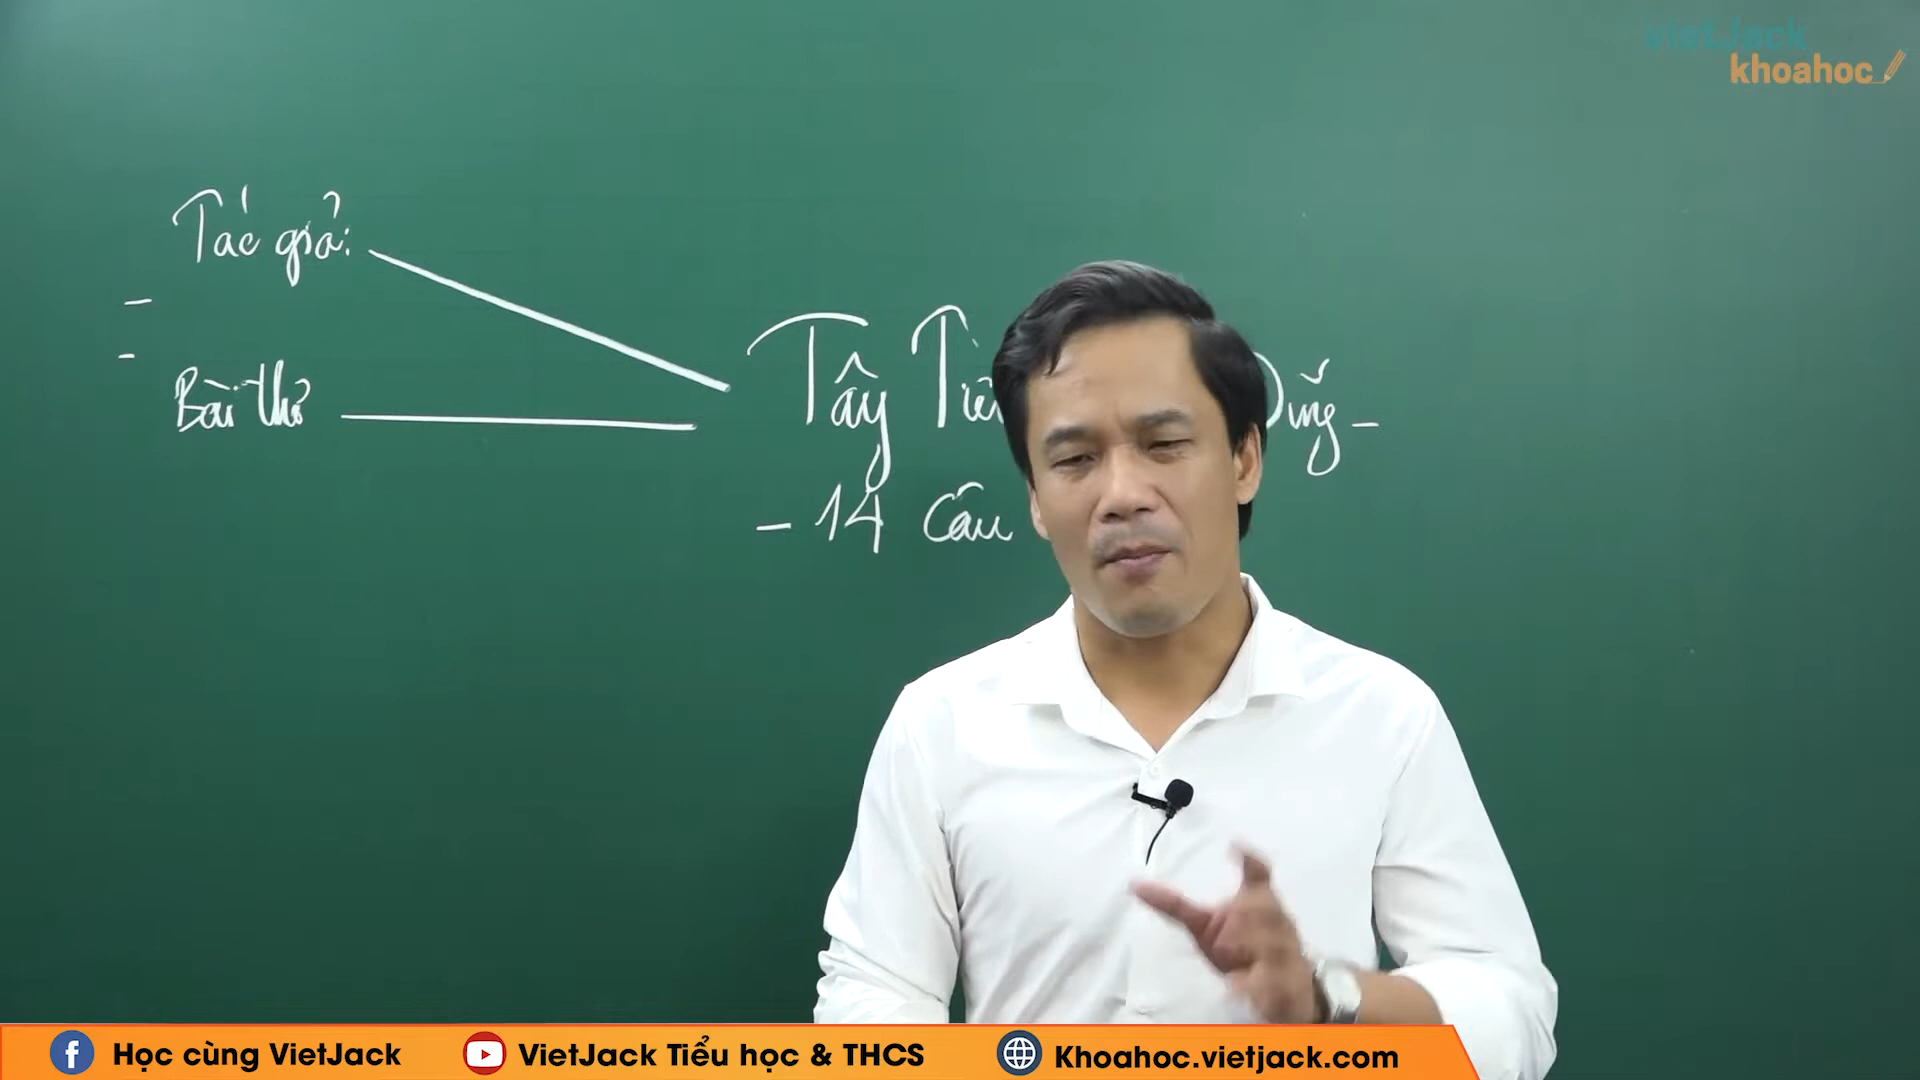 vietJack
khoahoc
Tác giả:
-
-
Bài thơ
Tây Tiế Dũng -
- 14 câu
Học cùng VietJack
VietJack Tiểu học & THCS
Khoahoc.vietjack.com